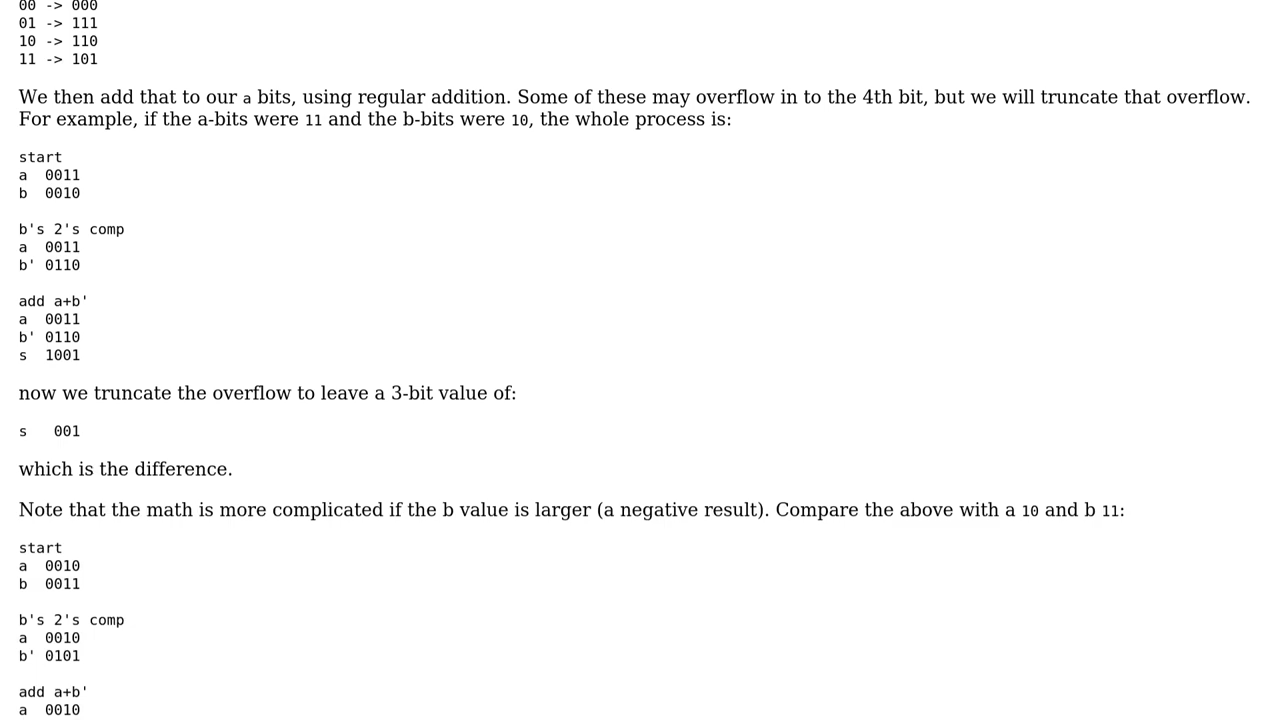 00 -> 000
01 -> 111
10 -> 110
11 -> 101
We then add that to our a bits, using regular addition. Some of these may overflow in to the 4th bit, but we will truncate that overflow.
For example, if the a-bits were 11 and the b-bits were 10, the whole process is:
start
a  0011
b  0010
b's 2's comp
a  0011
b' 0110
add a+b'
a  0011
b' 0110
s  1001
now we truncate the overflow to leave a 3-bit value of:
s   001
which is the difference.
Note that the math is more complicated if the b value is larger (a negative result). Compare the above with a 10 and b 11:
start
a  0010
b  0011
b's 2's comp
a  0010
b' 0101
add a+b'
a  0010